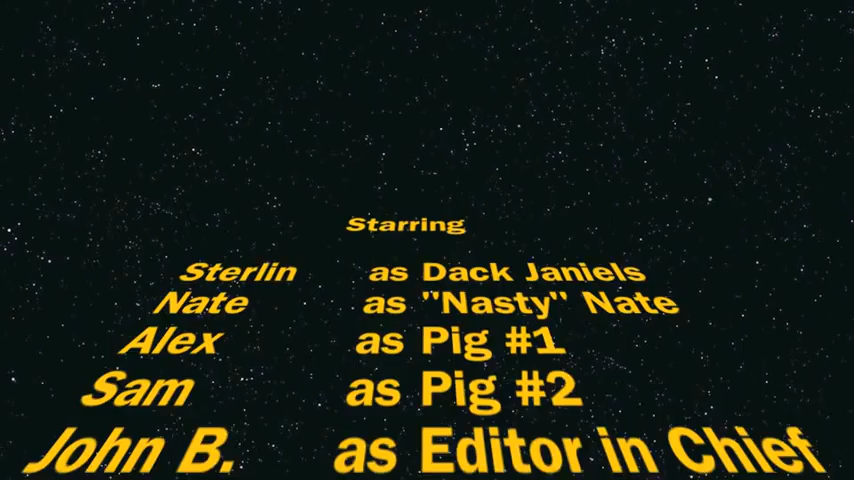 Starring
Sterlin as Dack Janiels
Nate as "Nasty" Nate
Alex as Pig #1
Sam as Pig #2
John B. as Editor in Chief